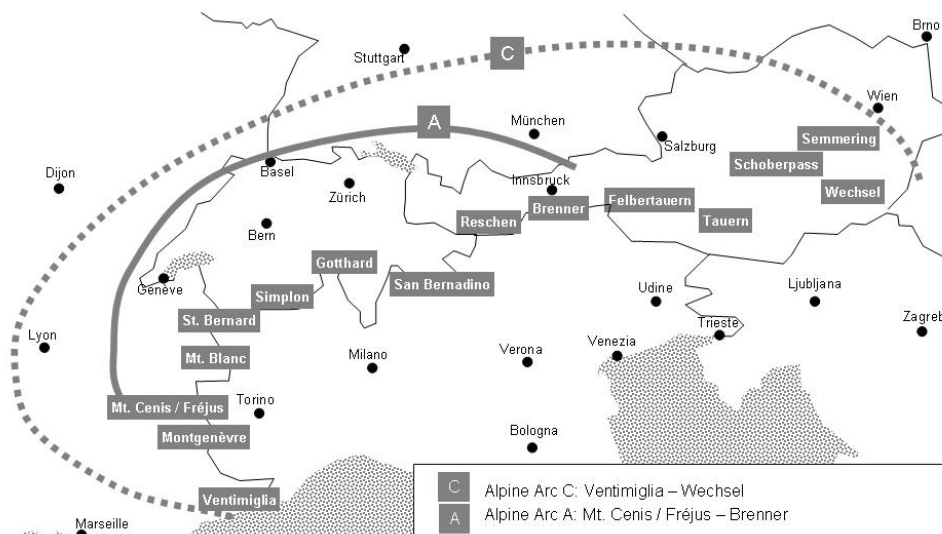 Brno
C
Stuttgart
Wien
A
München
Semmering
Salzburg
Schoberpass
Basel
Dijon
Zürich
Innsbruck
Wechsel
Brenner
Felbertauern
Reschen
Tauern
Bern
Gotthard
San Bernadino
Genève
Simplon
Udine
Ljubljana
St. Bernard
Trieste
Zagreb
Lyon
Mt. Blanc
Milano
Verona
Venezia
Mt. Cenis / Fréjus
Torino
Montgenèvre
Bologna
Ventimiglia
C Alpine Arc C: Ventimiglia – Wechsel
A Alpine Arc A: Mt. Cenis / Fréjus – Brenner
Marseille